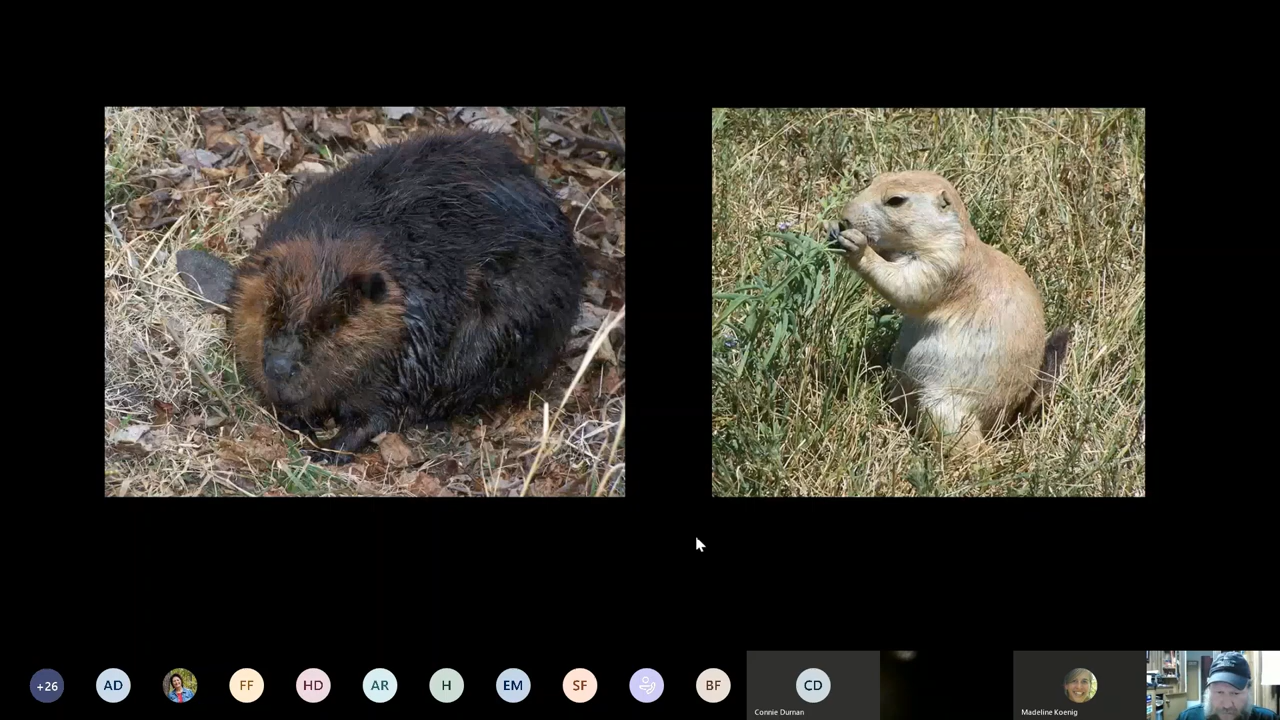 +26
AD
FF
HD
AR
H
EM
SF
BF
CD
Connie Durnan
Madeline Koenig